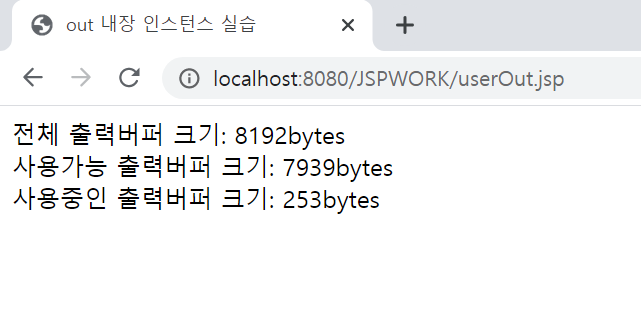 out 내장 인스턴스 실습
localhost:8080/JSPWORK/userOut.jsp
전체 출력버퍼 크기: 8192bytes
사용가능 출력버퍼 크기: 7939bytes
사용중인 출력버퍼 크기: 253bytes